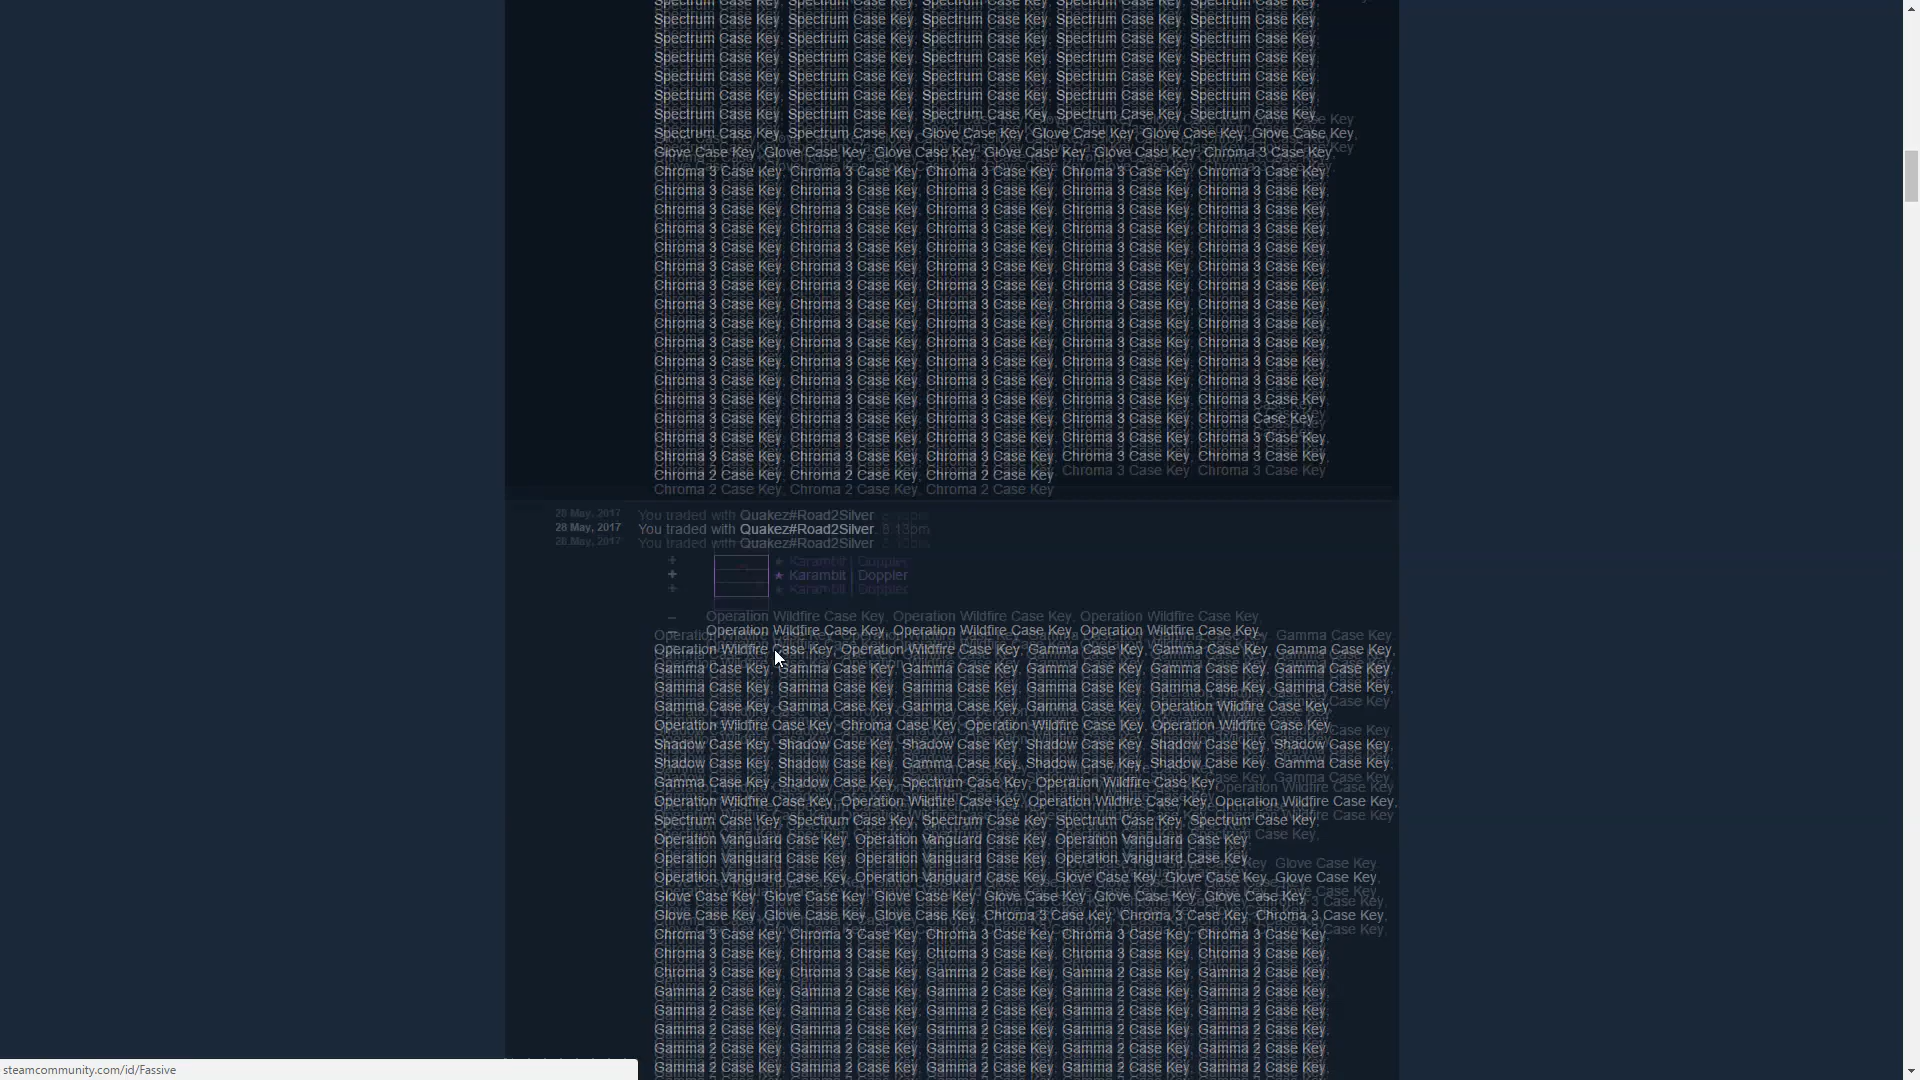 Spectrum Case Key, Spectrum Case Key, Spectrum Case Key, Spectrum Case Key, Spectrum Case Key,
Spectrum Case Key, Spectrum Case Key, Spectrum Case Key, Spectrum Case Key, Spectrum Case Key,
Spectrum Case Key, Spectrum Case Key, Spectrum Case Key, Spectrum Case Key, Spectrum Case Key,
Spectrum Case Key, Spectrum Case Key, Spectrum Case Key, Spectrum Case Key, Spectrum Case Key,
Spectrum Case Key, Spectrum Case Key, Spectrum Case Key, Spectrum Case Key, Spectrum Case Key,
Spectrum Case Key, Spectrum Case Key, Spectrum Case Key, Spectrum Case Key, Spectrum Case Key,
Spectrum Case Key, Spectrum Case Key, Spectrum Case Key, Spectrum Case Key, Spectrum Case Key,
Spectrum Case Key, Spectrum Case Key, Glove Case Key, Glove Case Key, Glove Case Key, Glove Case Key,
Glove Case Key, Glove Case Key, Glove Case Key, Glove Case Key, Glove Case Key, Chroma 3 Case Key,
Chroma 3 Case Key, Chroma 3 Case Key, Chroma 3 Case Key, Chroma 3 Case Key, Chroma 3 Case Key,
Chroma 3 Case Key, Chroma 3 Case Key, Chroma 3 Case Key, Chroma 3 Case Key, Chroma 3 Case Key,
Chroma 3 Case Key, Chroma 3 Case Key, Chroma 3 Case Key, Chroma 3 Case Key, Chroma 3 Case Key,
Chroma 3 Case Key, Chroma 3 Case Key, Chroma 3 Case Key, Chroma 3 Case Key, Chroma 3 Case Key,
Chroma 3 Case Key, Chroma 3 Case Key, Chroma 3 Case Key, Chroma 3 Case Key, Chroma 3 Case Key,
Chroma 3 Case Key, Chroma 3 Case Key, Chroma 3 Case Key, Chroma 3 Case Key, Chroma 3 Case Key,
Chroma 3 Case Key, Chroma 3 Case Key, Chroma 3 Case Key, Chroma 3 Case Key, Chroma 3 Case Key,
Chroma 3 Case Key, Chroma 3 Case Key, Chroma 3 Case Key, Chroma 3 Case Key, Chroma 3 Case Key,
Chroma 3 Case Key, Chroma 3 Case Key, Chroma 3 Case Key, Chroma 3 Case Key, Chroma 3 Case Key,
Chroma 3 Case Key, Chroma 3 Case Key, Chroma 3 Case Key, Chroma 3 Case Key, Chroma 3 Case Key,
Chroma 3 Case Key, Chroma 3 Case Key, Chroma 3 Case Key, Chroma 3 Case Key, Chroma 3 Case Key,
Chroma 3 Case Key, Chroma 3 Case Key, Chroma 3 Case Key, Chroma 3 Case Key, Chroma 3 Case Key,
Chroma 3 Case Key, Chroma 3 Case Key, Chroma 3 Case Key, Chroma 3 Case Key, Chroma 3 Case Key,
Chroma 3 Case Key, Chroma 3 Case Key, Chroma 3 Case Key, Chroma 3 Case Key, Chroma Case Key,
Chroma 3 Case Key, Chroma 3 Case Key, Chroma 3 Case Key, Chroma 3 Case Key, Chroma 3 Case Key,
Chroma 3 Case Key, Chroma 3 Case Key, Chroma 3 Case Key, Chroma 3 Case Key, Chroma 3 Case Key,
Chroma 2 Case Key, Chroma 2 Case Key, Chroma 2 Case Key
28 May, 2017 You traded with Quakez#Road2Silver 8:13pm
+ ★ Karambit | Doppler
– Operation Wildfire Case Key, Operation Wildfire Case Key, Operation Wildfire Case Key,
Operation Wildfire Case Key, Operation Wildfire Case Key, Gamma Case Key, Gamma Case Key, Gamma Case Key,
Gamma Case Key, Gamma Case Key, Gamma Case Key, Gamma Case Key, Gamma Case Key, Gamma Case Key,
Gamma Case Key, Gamma Case Key, Gamma Case Key, Gamma Case Key, Gamma Case Key, Gamma Case Key,
Gamma Case Key, Gamma Case Key, Gamma Case Key, Gamma Case Key, Operation Wildfire Case Key,
Operation Wildfire Case Key, Chroma Case Key, Operation Wildfire Case Key, Operation Wildfire Case Key,
Shadow Case Key, Shadow Case Key, Shadow Case Key, Shadow Case Key, Shadow Case Key, Shadow Case Key,
Shadow Case Key, Shadow Case Key, Gamma Case Key, Shadow Case Key, Shadow Case Key, Gamma Case Key,
Gamma Case Key, Shadow Case Key, Spectrum Case Key, Operation Wildfire Case Key,
Operation Wildfire Case Key, Operation Wildfire Case Key, Operation Wildfire Case Key, Operation Wildfire Case Key,
Spectrum Case Key, Spectrum Case Key, Spectrum Case Key, Spectrum Case Key, Spectrum Case Key,
Operation Vanguard Case Key, Operation Vanguard Case Key, Operation Vanguard Case Key,
Operation Vanguard Case Key, Operation Vanguard Case Key, Operation Vanguard Case Key,
Operation Vanguard Case Key, Operation Vanguard Case Key, Glove Case Key, Glove Case Key, Glove Case Key,
Glove Case Key, Glove Case Key, Glove Case Key, Glove Case Key, Glove Case Key, Glove Case Key,
Glove Case Key, Glove Case Key, Glove Case Key, Chroma 3 Case Key, Chroma 3 Case Key, Chroma 3 Case Key,
Chroma 3 Case Key, Chroma 3 Case Key, Chroma 3 Case Key, Chroma 3 Case Key, Chroma 3 Case Key,
Chroma 3 Case Key, Chroma 3 Case Key, Chroma 3 Case Key, Chroma 3 Case Key, Chroma 3 Case Key,
Chroma 3 Case Key, Chroma 3 Case Key, Gamma 2 Case Key, Gamma 2 Case Key, Gamma 2 Case Key,
Gamma 2 Case Key, Gamma 2 Case Key, Gamma 2 Case Key, Gamma 2 Case Key, Gamma 2 Case Key,
Gamma 2 Case Key, Gamma 2 Case Key, Gamma 2 Case Key, Gamma 2 Case Key, Gamma 2 Case Key,
Gamma 2 Case Key, Gamma 2 Case Key, Gamma 2 Case Key, Gamma 2 Case Key, Gamma 2 Case Key,
Gamma 2 Case Key, Gamma 2 Case Key, Gamma 2 Case Key, Gamma 2 Case Key, Gamma 2 Case Key,
Gamma 2 Case Key, Gamma 2 Case Key, Gamma 2 Case Key, Gamma 2 Case Key, Gamma 2 Case Key,
steamcommunity.com/id/Fassive